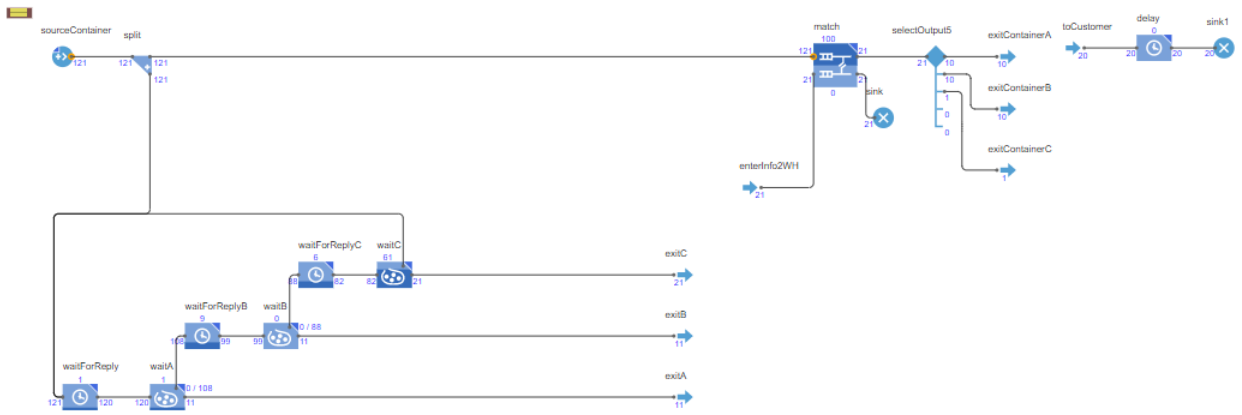 sourceContainer
split
match
selectOutput5
exitContainerA
toCustomer
delay
sink1
100
0
121 121 121 121 21 21 10 10 20 20 20 20
121
21 21
10
exitContainerB
0
sink
1
0
10
21
0
exitContainerC
enterInfo2WH
21
1
waitForReplyC
waitC
exitC
6
61
88 82 82 21
21
waitForReplyB
waitB
exitB
9
0
0 / 88
108 99 99 11
11
waitForReply
waitA
exitA
1
1
0 / 108
121 120 120 11
11